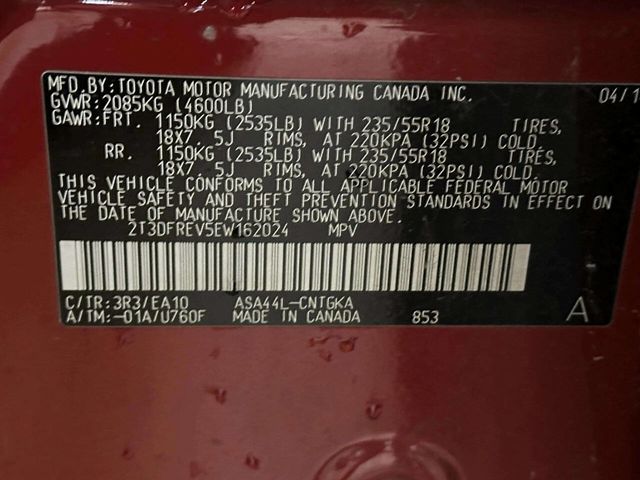 MFD.BY:TOYOTA MOTOR MANUFACTURING CANADA INC. 04/1
GVWR:2085KG (4600LB)
GAWR:FRT. 1150KG (2535LB) WITH 235/55R18 TIRES,
18X7. 5J RIMS, AT 220KPA (32PSI) COLD.
RR. 1150KG (2535LB) WITH 235/55R18 TIRES,
18X7. 5J RIMS, AT 220KPA (32PSI) COLD.
THIS VEHICLE CONFORMS TO ALL APPLICABLE FEDERAL MOTOR
VEHICLE SAFETY AND THEFT PREVENTION STANDARDS IN EFFECT ON
THE DATE OF MANUFACTURE SHOWN ABOVE.
2T3DFREV5EW162024 MPV
C/TR:3R3/EA10 ASA44L-CNTGKA
A/TM:-01A/U760F MADE IN CANADA 853 A